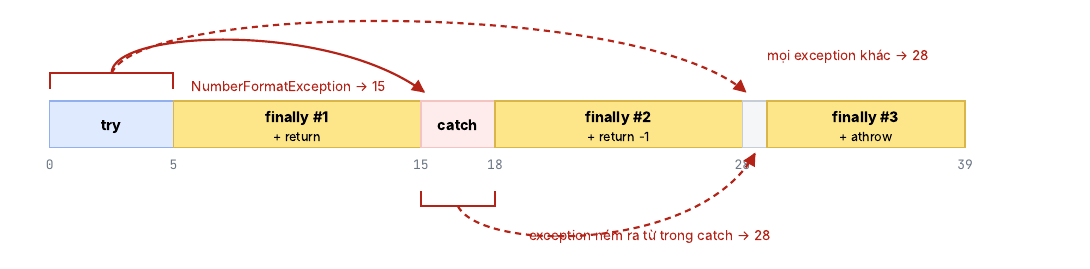 mọi exception khác → 28
NumberFormatException → 15
try
finally #1
+ return
catch
finally #2
+ return -1
finally #3
+ athrow
0
5
15
18
28
39
exception ném ra từ trong catch → 28